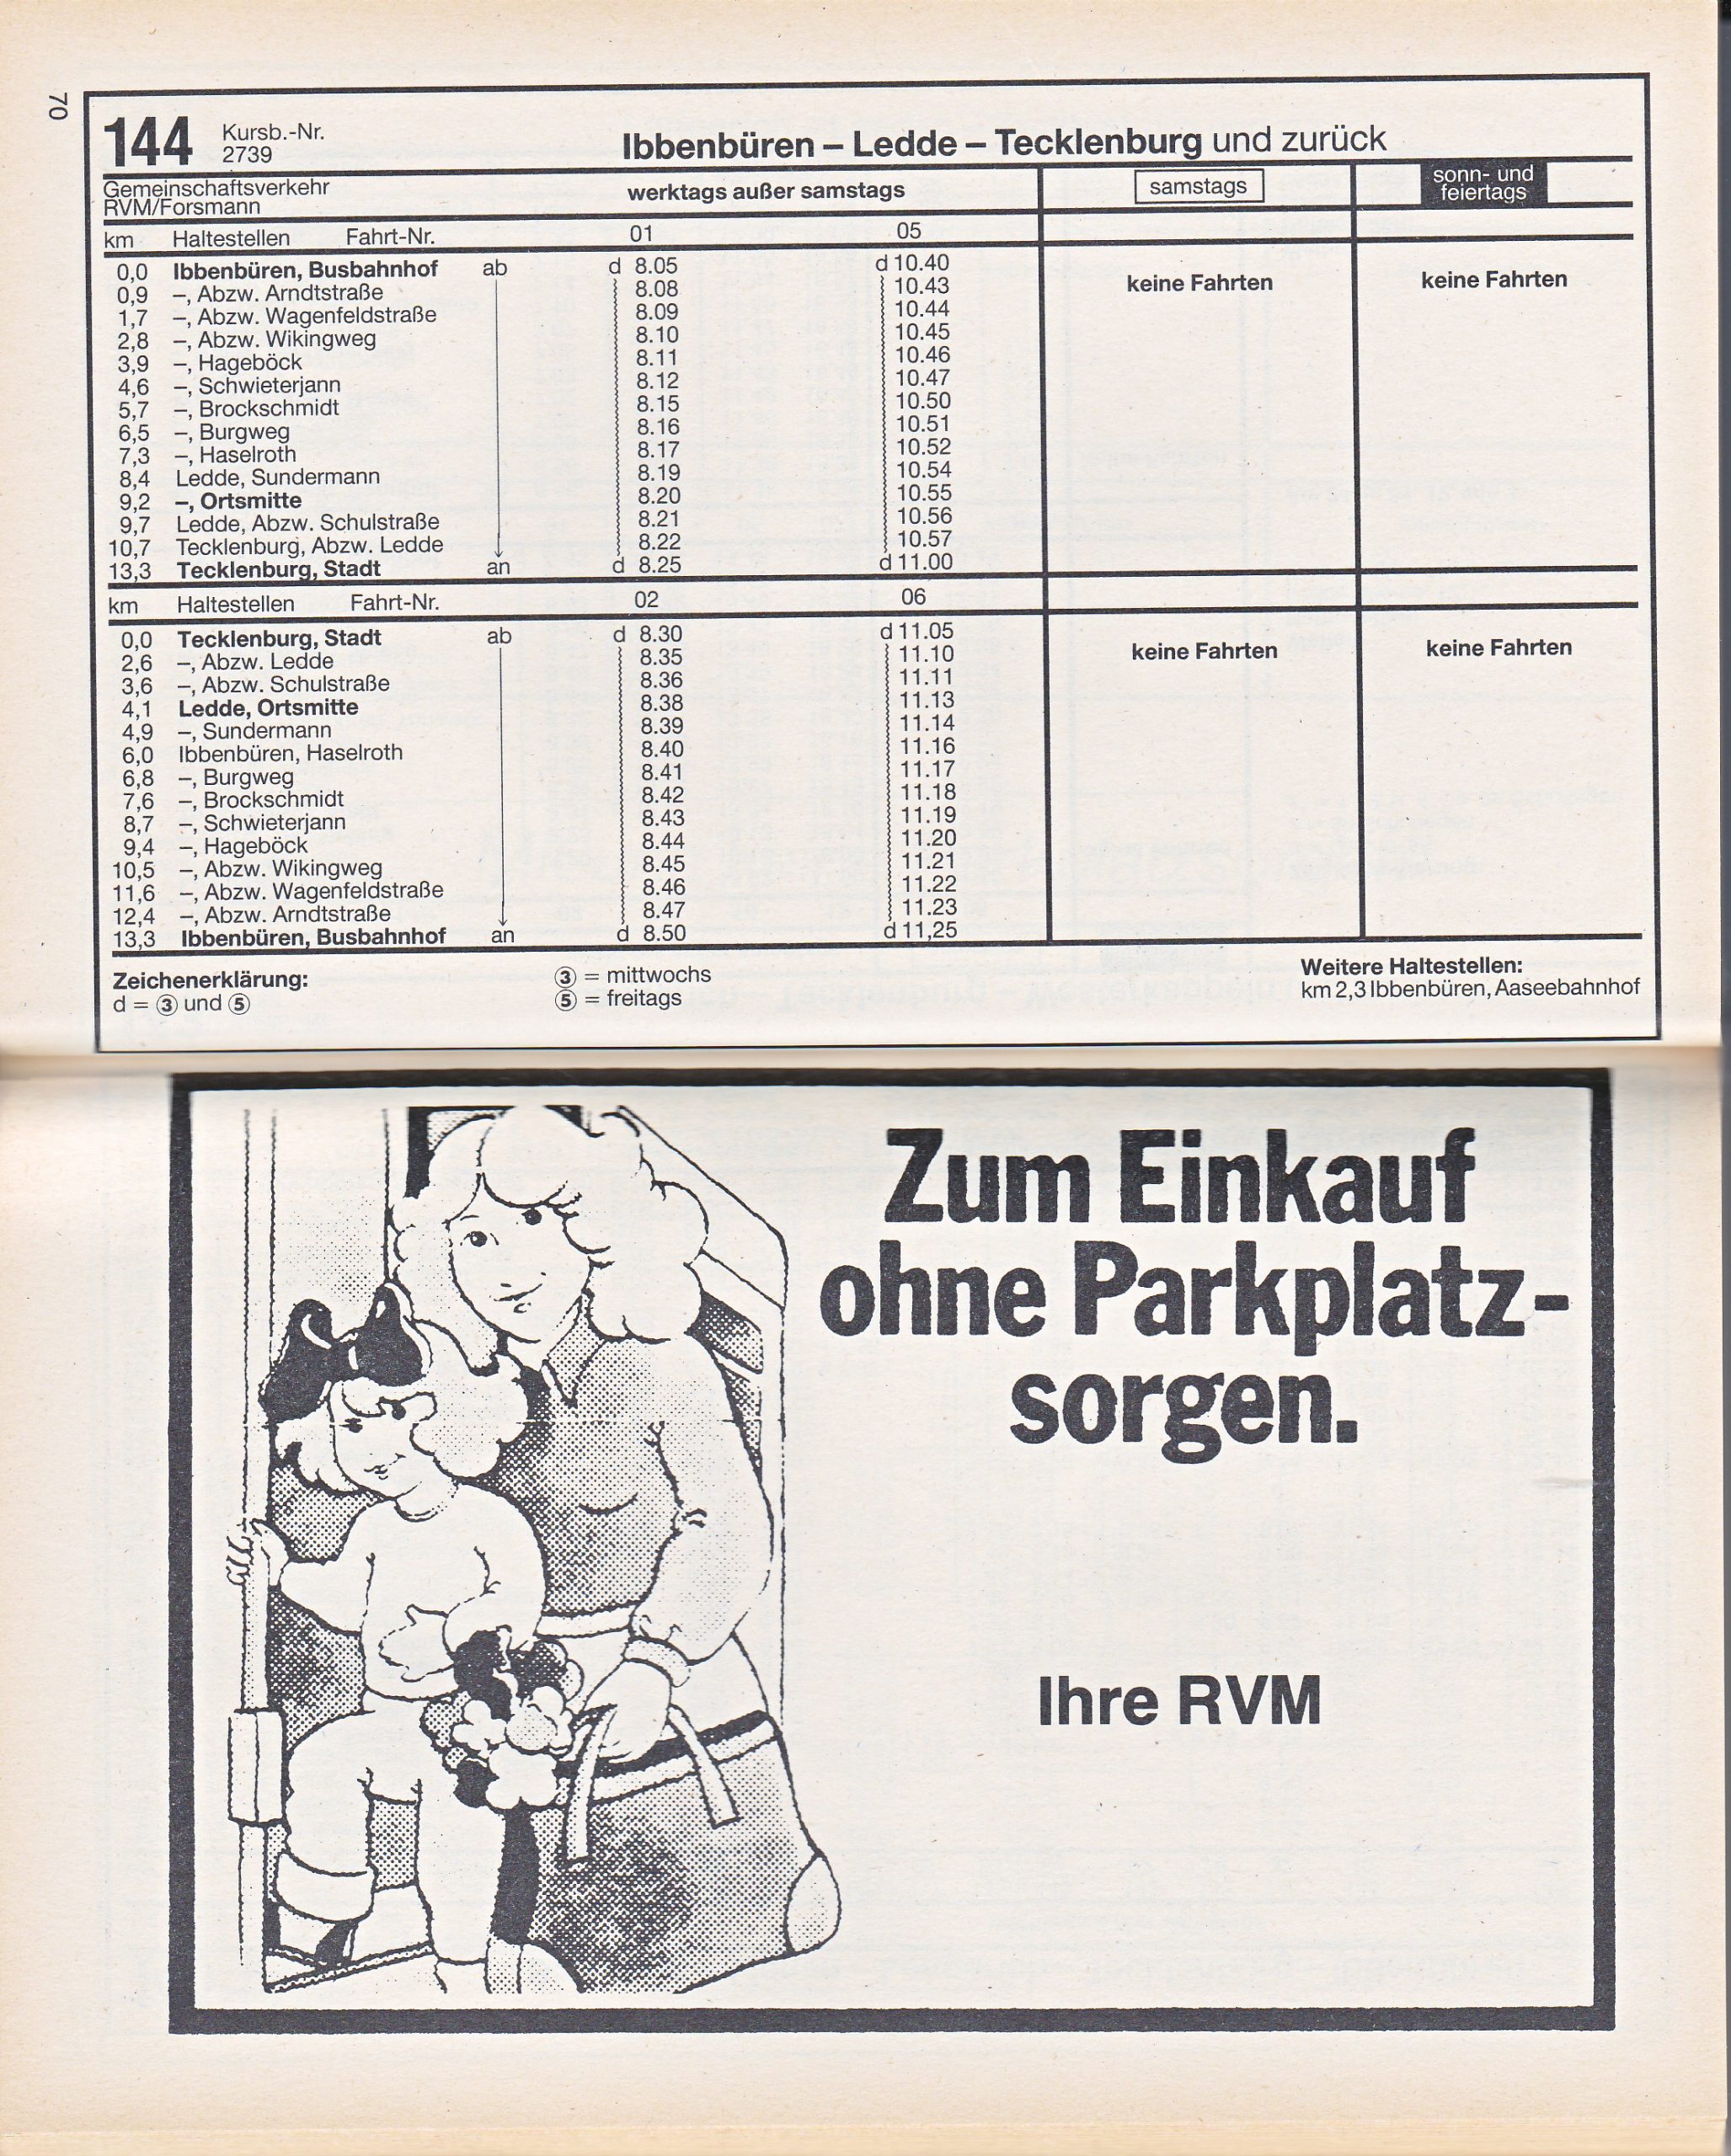 70
144 Kursb.-Nr. 2739 Ibbenbüren – Ledde – Tecklenburg und zurück
Gemeinschaftsverkehr RVM/Forsmann werktags außer samstags samstags sonn- und feiertags
km Haltestellen Fahrt-Nr. 01 05
0,0 Ibbenbüren, Busbahnhof ab d 8.05 d 10.40 keine Fahrten keine Fahrten
0,9 –, Abzw. Arndtstraße 8.08 10.43
1,7 –, Abzw. Wagenfeldstraße 8.09 10.44
2,8 –, Abzw. Wikingweg 8.10 10.45
3,9 –, Hageböck 8.11 10.46
4,6 –, Schwieterjann 8.12 10.47
5,7 –, Brockschmidt 8.15 10.50
6,5 –, Burgweg 8.16 10.51
7,3 –, Haselroth 8.17 10.52
8,4 Ledde, Sundermann 8.19 10.54
9,2 –, Ortsmitte 8.20 10.55
9,7 Ledde, Abzw. Schulstraße 8.21 10.56
10,7 Tecklenburg, Abzw. Ledde 8.22 10.57
13,3 Tecklenburg, Stadt an d 8.25 d 11.00
km Haltestellen Fahrt-Nr. 02 06
0,0 Tecklenburg, Stadt ab d 8.30 d 11.05 keine Fahrten keine Fahrten
2,6 –, Abzw. Ledde 8.35 11.10
3,6 –, Abzw. Schulstraße 8.36 11.11
4,1 Ledde, Ortsmitte 8.38 11.13
4,9 –, Sundermann 8.39 11.14
6,0 Ibbenbüren, Haselroth 8.40 11.16
6,8 –, Burgweg 8.41 11.17
7,6 –, Brockschmidt 8.42 11.18
8,7 –, Schwieterjann 8.43 11.19
9,4 –, Hageböck 8.44 11.20
10,5 –, Abzw. Wikingweg 8.45 11.21
11,6 –, Abzw. Wagenfeldstraße 8.46 11.22
12,4 –, Abzw. Arndtstraße 8.47 11.23
13,3 Ibbenbüren, Busbahnhof an d 8.50 d 11,25
Zeichenerklärung: ③ = mittwochs Weitere Haltestellen:
d = ③ und ⑤ ⑤ = freitags km 2,3 Ibbenbüren, Aaseebahnhof
Zum Einkauf
ohne Parkplatz-
sorgen.
Ihre RVM